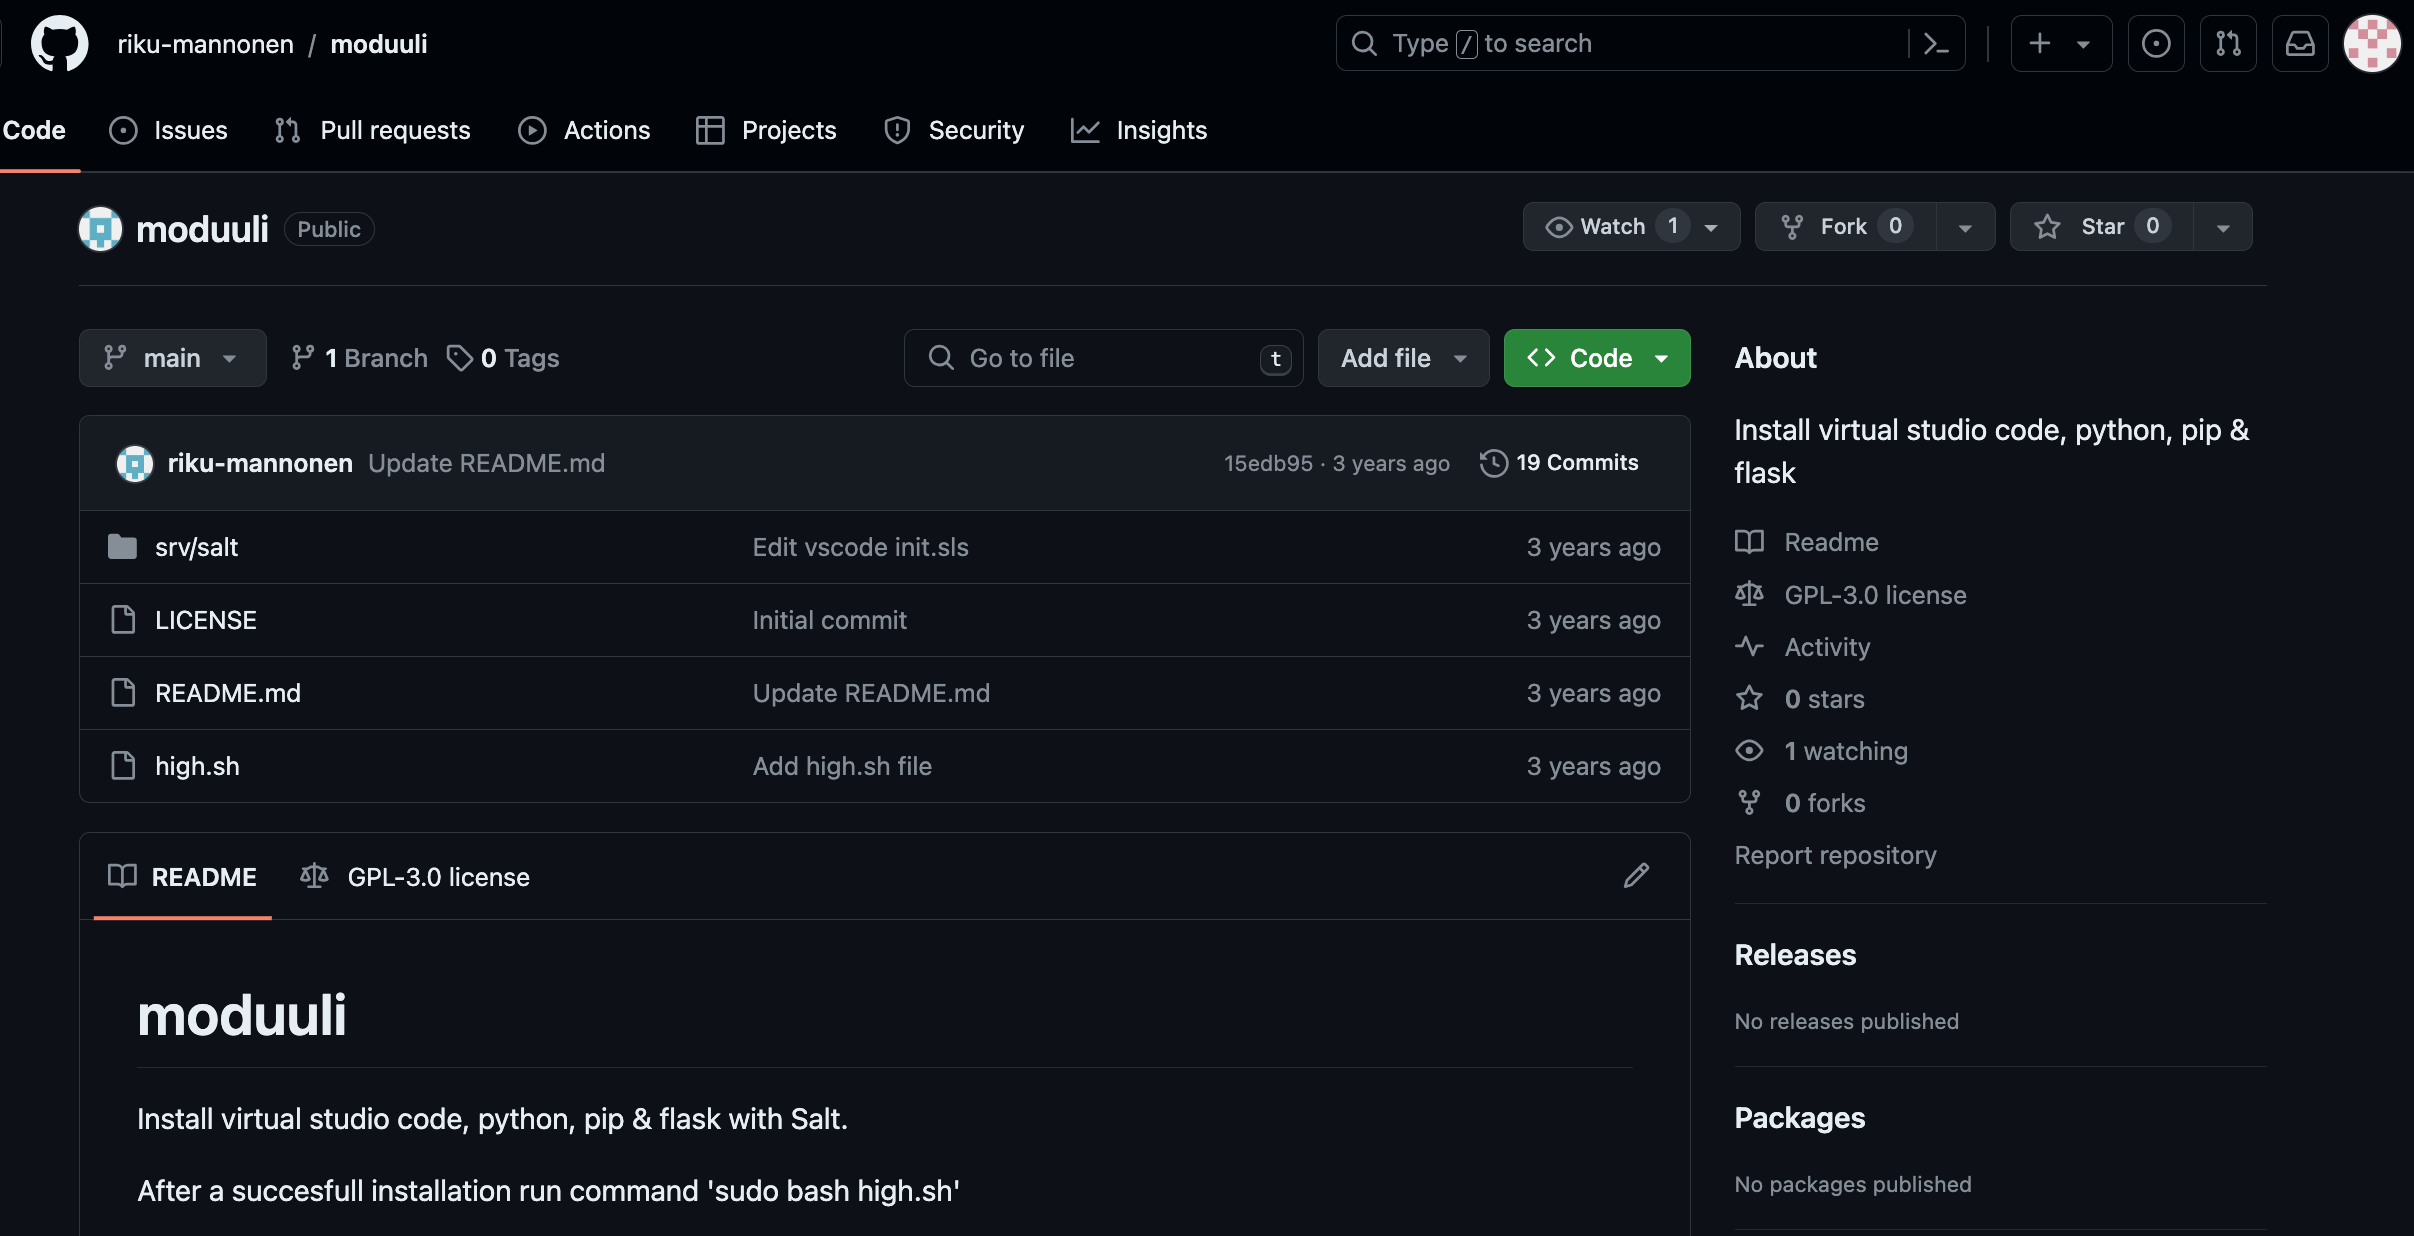 riku-mannonen / moduuli
Type / to search
Code Issues Pull requests Actions Projects Security Insights
moduuli Public
Watch 1 Fork 0 Star 0
main 1 Branch 0 Tags Go to file t Add file Code
riku-mannonen Update README.md 15edb95 · 3 years ago 19 Commits
srv/salt Edit vscode init.sls 3 years ago
LICENSE Initial commit 3 years ago
README.md Update README.md 3 years ago
high.sh Add high.sh file 3 years ago
README GPL-3.0 license
moduuli
Install virtual studio code, python, pip & flask with Salt.
After a succesfull installation run command 'sudo bash high.sh'
About
Install virtual studio code, python, pip &
flask
Readme
GPL-3.0 license
Activity
0 stars
1 watching
0 forks
Report repository
Releases
No releases published
Packages
No packages published